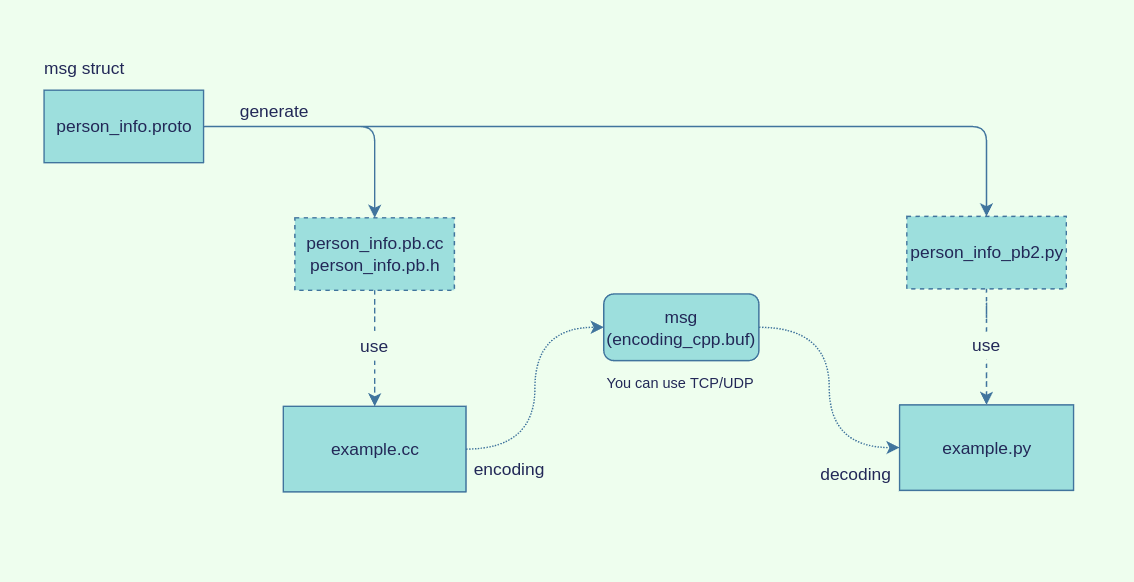 msg struct
person_info.proto
generate
person_info.pb.cc
person_info.pb.h
person_info_pb2.py
use
msg
(encoding_cpp.buf)
use
You can use TCP/UDP
example.cc
encoding
example.py
decoding